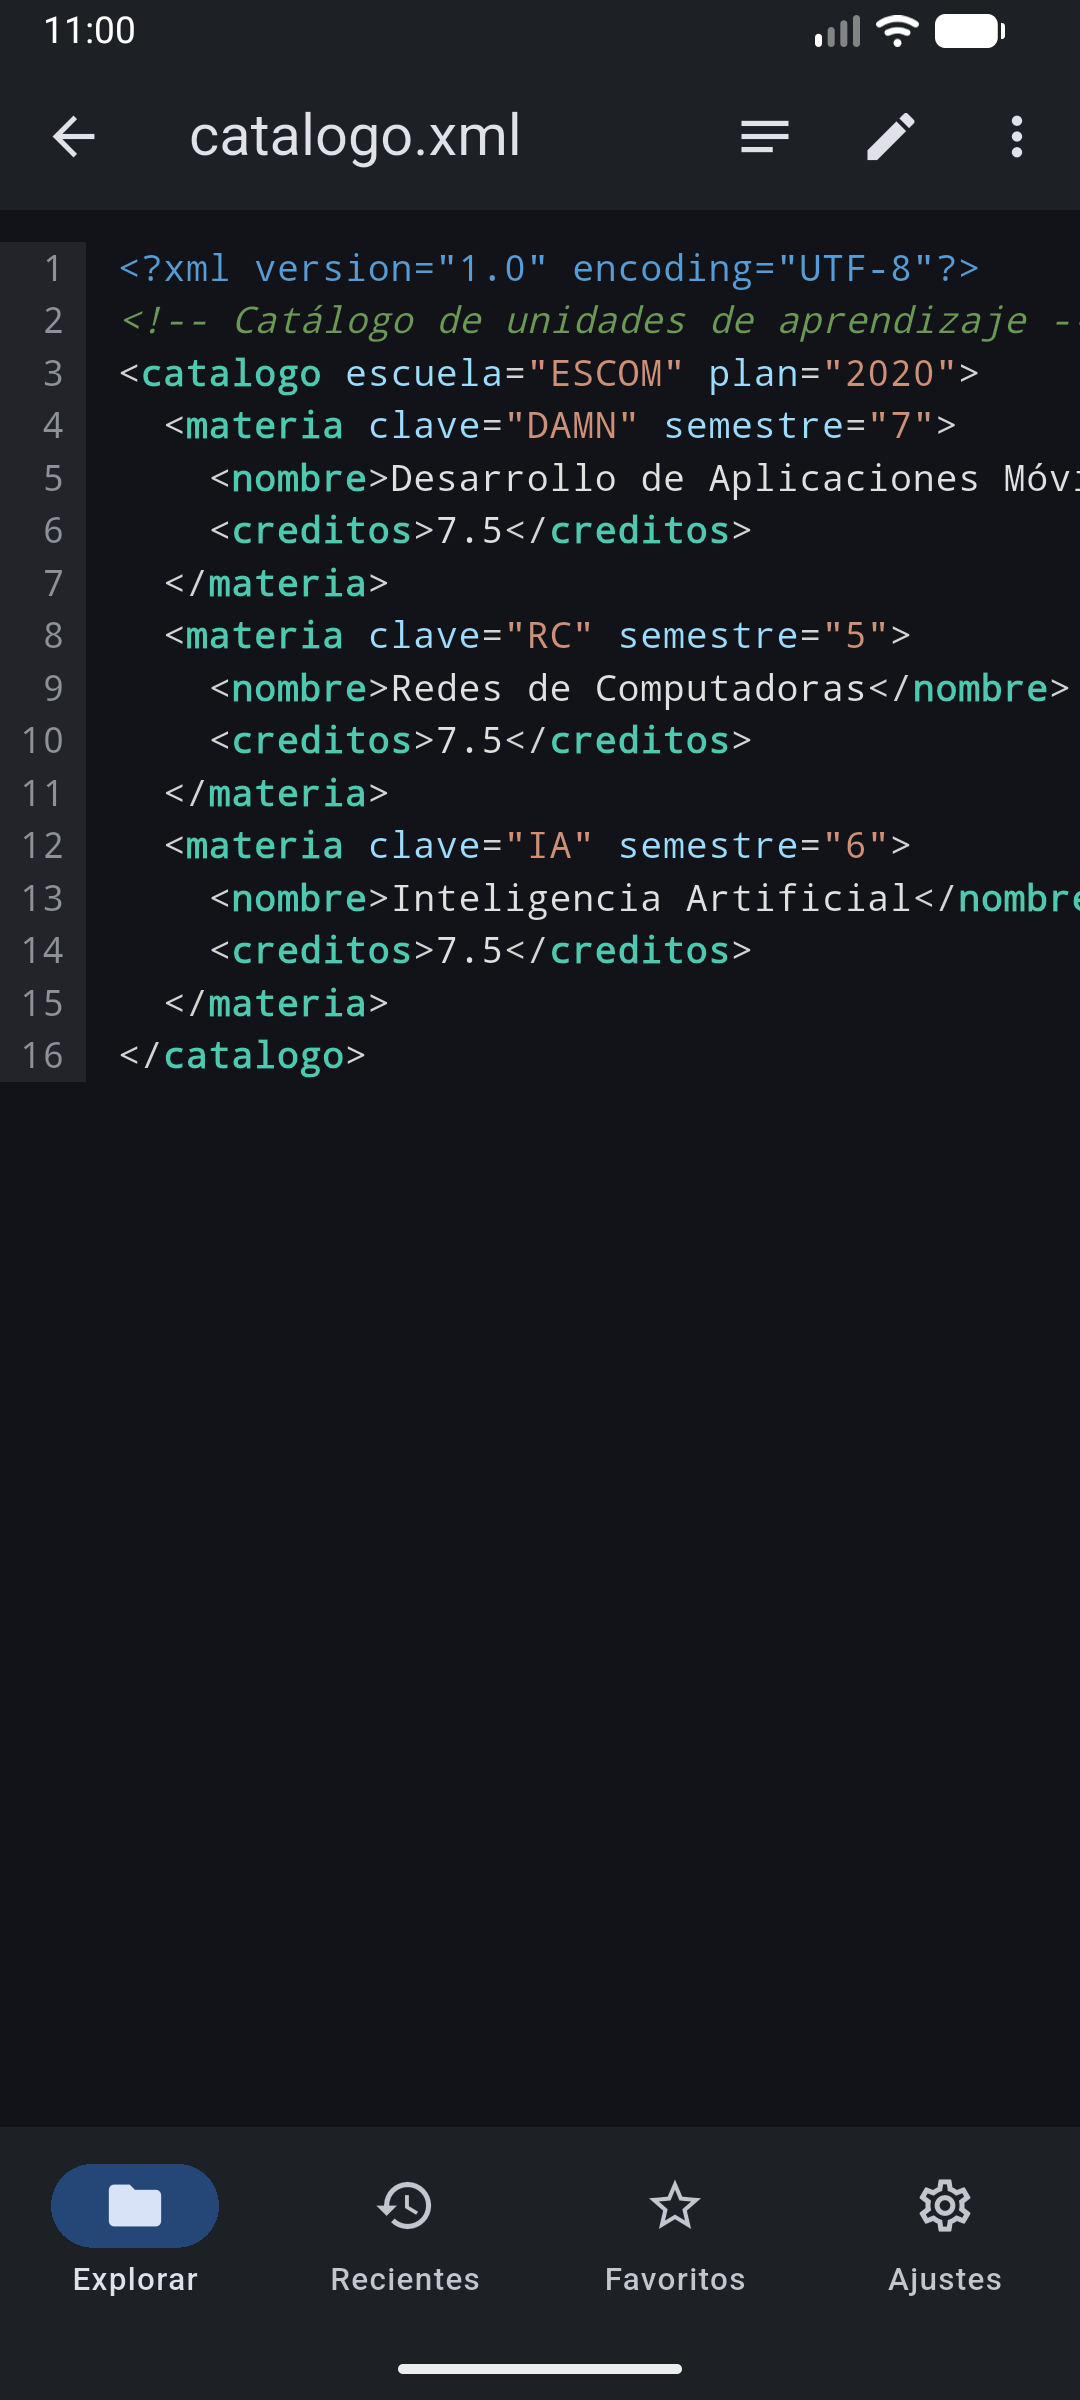 11:00
catalogo.xml
1 <?xml version="1.0" encoding="UTF-8"?>
2 <!-- Catálogo de unidades de aprendizaje -
3 <catalogo escuela="ESCOM" plan="2020">
4   <materia clave="DAMN" semestre="7">
5     <nombre>Desarrollo de Aplicaciones Móvi
6     <creditos>7.5</creditos>
7   </materia>
8   <materia clave="RC" semestre="5">
9     <nombre>Redes de Computadoras</nombre>
10     <creditos>7.5</creditos>
11   </materia>
12   <materia clave="IA" semestre="6">
13     <nombre>Inteligencia Artificial</nombre
14     <creditos>7.5</creditos>
15   </materia>
16 </catalogo>
Explorar Recientes Favoritos Ajustes